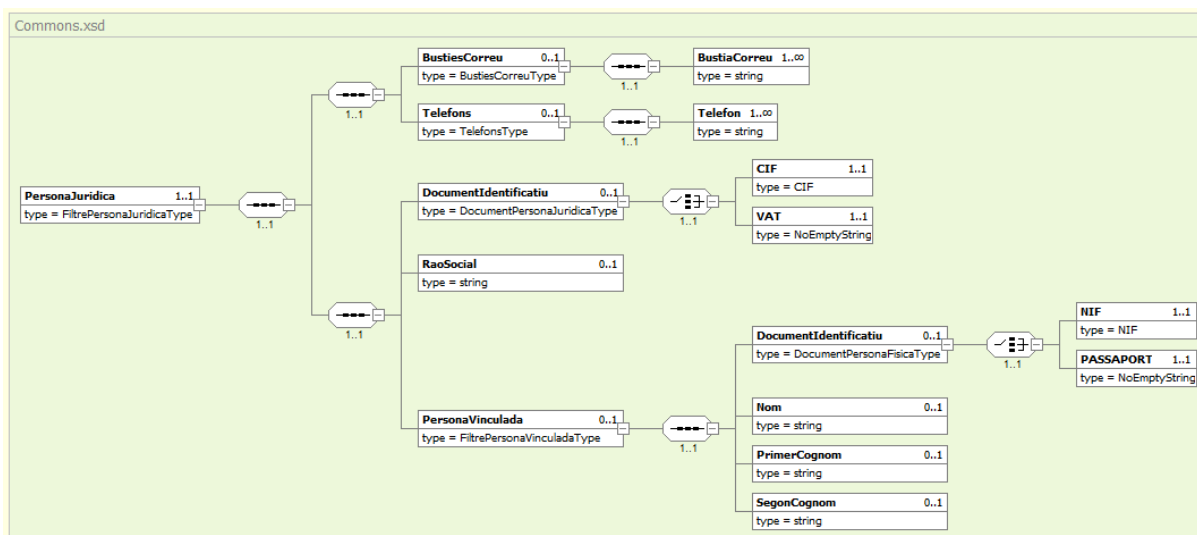 Commons.xsd
BustiesCorreu 0..1
type = BustiesCorreuType
1..1
BustiaCorreu 1..∞
type = string
1..1
Telefons 0..1
type = TelefonsType
1..1
Telefon 1..∞
type = string
PersonaJuridica 1..1
type = FiltrePersonaJuridicaType
1..1
DocumentIdentificatiu 0..1
type = DocumentPersonaJuridicaType
1..1
CIF 1..1
type = CIF
VAT 1..1
type = NoEmptyString
RaoSocial 0..1
type = string
1..1
DocumentIdentificatiu 0..1
type = DocumentPersonaFisicaType
1..1
NIF 1..1
type = NIF
PASSAPORT 1..1
type = NoEmptyString
PersonaVinculada 0..1
type = FiltrePersonaVinculadaType
1..1
Nom 0..1
type = string
PrimerCognom 0..1
type = string
SegonCognom 0..1
type = string